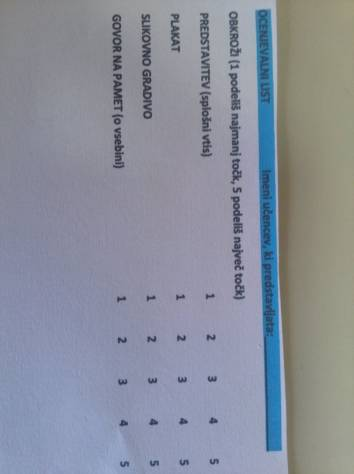 OCENJEVALNI LIST Imeni učencev, ki predstavljata:
OBKROŽI (1 podeliš najmanj točk, 5 podeliš največ točk)
PREDSTAVITEV (splošni vtis) 1 2 3 4 5
PLAKAT 1 2 3 4 5
SLIKOVNO GRADIVO 1 2 3 4 5
GOVOR NA PAMET (o vsebini) 1 2 3 4 5